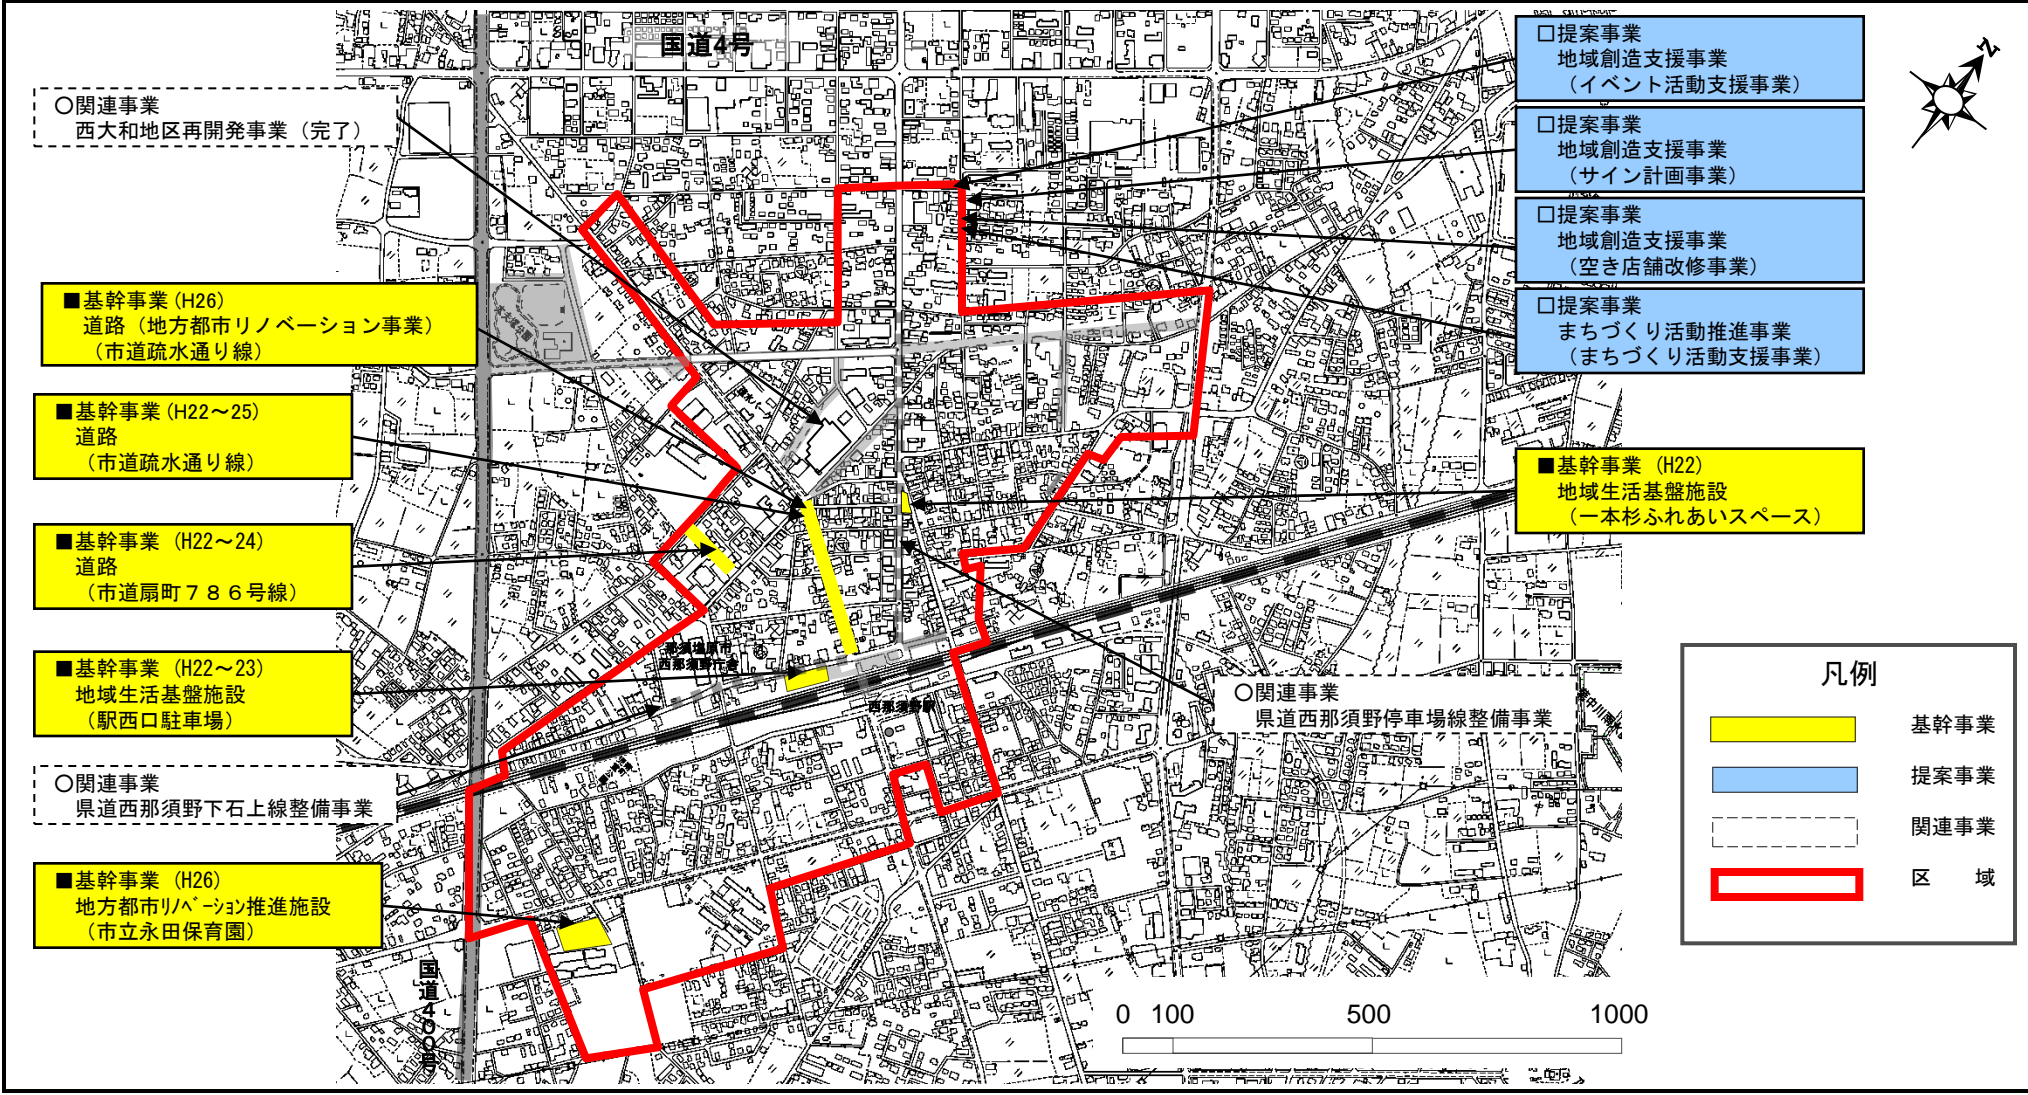 国道4号
N
○関連事業
西大和地区再開発事業（完了）
■基幹事業(H26)
道路（地方都市リノベーション事業）
（市道疏水通り線）
■基幹事業(H22～25)
道路
（市道疏水通り線）
■基幹事業（H22～24)
道路
（市道扇町７８６号線）
■基幹事業（H22～23)
地域生活基盤施設
（駅西口駐車場）
○関連事業
県道西那須野下石上線整備事業
■基幹事業（H26)
地方都市ﾘﾉﾍﾞｰｼｮﾝ推進施設
（市立永田保育園）
国道400号
那須塩原市
西那須野庁舎
西那須野駅
□提案事業
地域創造支援事業
（イベント活動支援事業）
□提案事業
地域創造支援事業
（サイン計画事業）
□提案事業
地域創造支援事業
（空き店舗改修事業）
□提案事業
まちづくり活動推進事業
（まちづくり活動支援事業）
■基幹事業（H22)
地域生活基盤施設
（一本杉ふれあいスペース）
○関連事業
県道西那須野停車場線整備事業
凡例
基幹事業
提案事業
関連事業
区　域
0 100 500 1000